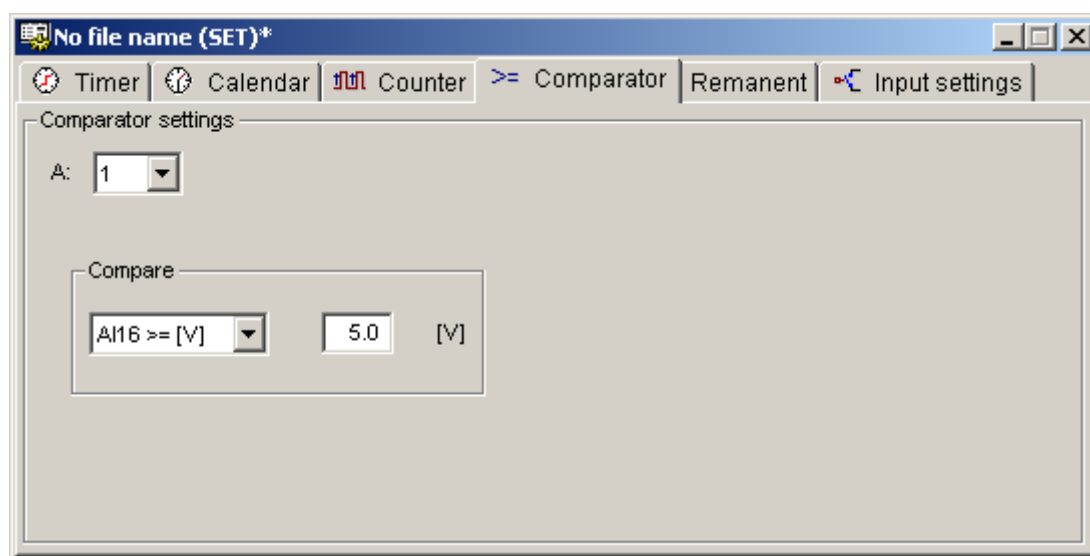 No file name (SET)*
Timer Calendar Counter >= Comparator Remanent Input settings
Comparator settings
A: 1
Compare
AI16 >= [V] 5.0 [V]